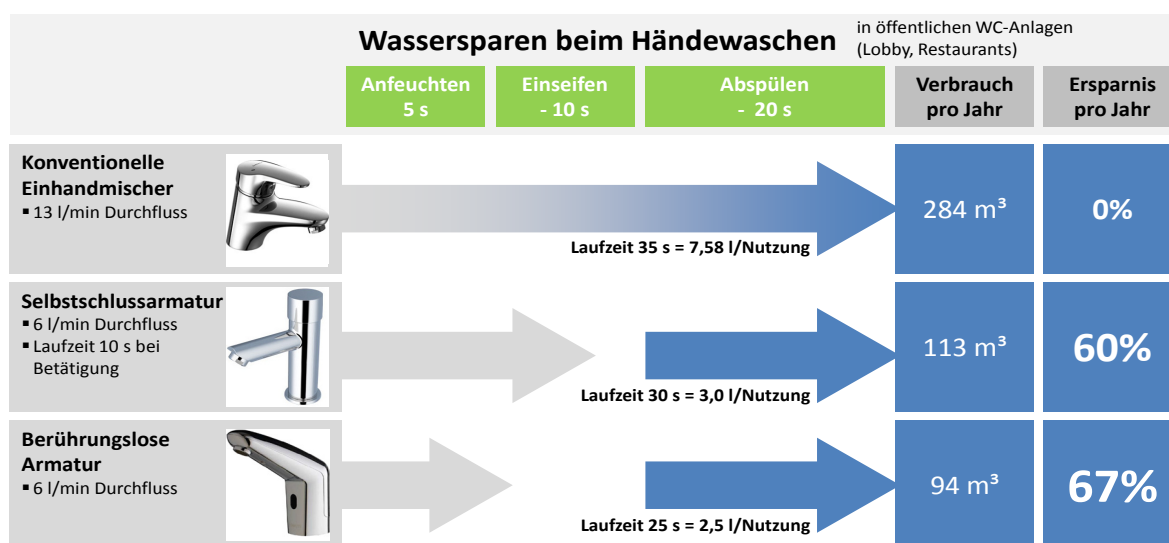 Wassersparen beim Händewaschen
in öffentlichen WC-Anlagen
(Lobby, Restaurants)
Anfeuchten
5 s
Einseifen
- 10 s
Abspülen
- 20 s
Verbrauch
pro Jahr
Ersparnis
pro Jahr
Konventionelle
Einhandmischer
▪ 13 l/min Durchfluss
Laufzeit 35 s = 7,58 l/Nutzung
284 m³
0%
Selbstschlussarmatur
▪ 6 l/min Durchfluss
▪ Laufzeit 10 s bei
Betätigung
Laufzeit 30 s = 3,0 l/Nutzung
113 m³
60%
Berührungslose
Armatur
▪ 6 l/min Durchfluss
Laufzeit 25 s = 2,5 l/Nutzung
94 m³
67%